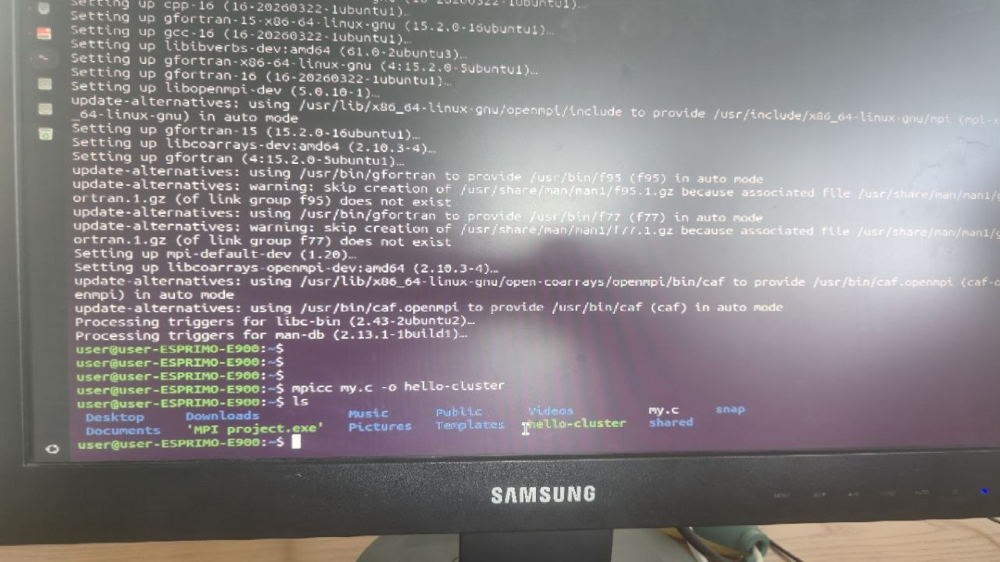 Setting up cpp-16 (16-20260322-1ubuntu1)…
Setting up gfortran-15-x86-64-linux-gnu (15.2.0-16ubuntu1)…
Setting up gcc-16 (16-20260322-1ubuntu1)…
Setting up libibverbs-dev:amd64 (61.0-2ubuntu3)…
Setting up gfortran-x86-64-linux-gnu (4:15.2.0-5ubuntu1)…
Setting up gfortran-16 (16-20260322-1ubuntu1)…
Setting up libopenmpi-dev (5.0.10-1)…
update-alternatives: using /usr/lib/x86_64-linux-gnu/openmpi/include to provide /usr/include/x86_64-linux-gnu/mpi (mpi-x
_64-linux-gnu) in auto mode
Setting up gfortran-15 (15.2.0-16ubuntu1)…
Setting up libcoarrays-dev:amd64 (2.10.3-4)…
Setting up gfortran (4:15.2.0-5ubuntu1)…
update-alternatives: using /usr/bin/gfortran to provide /usr/bin/f95 (f95) in auto mode
update-alternatives: warning: skip creation of /usr/share/man/man1/f95.1.gz because associated file /usr/share/man/man1/g
ortran.1.gz (of link group f95) does not exist
update-alternatives: using /usr/bin/gfortran to provide /usr/bin/f77 (f77) in auto mode
update-alternatives: warning: skip creation of /usr/share/man/man1/f77.1.gz because associated file /usr/share/man/man1/g
ortran.1.gz (of link group f77) does not exist
Setting up mpi-default-dev (1.20)…
Setting up libcoarrays-openmpi-dev:amd64 (2.10.3-4)…
update-alternatives: using /usr/lib/x86_64-linux-gnu/open-coarrays/openmpi/bin/caf to provide /usr/bin/caf.openmpi (caf-o
enmpi) in auto mode
update-alternatives: using /usr/bin/caf.openmpi to provide /usr/bin/caf (caf) in auto mode
Processing triggers for libc-bin (2.43-2ubuntu2)…
Processing triggers for man-db (2.13.1-1build1)…
user@user-ESPRIMO-E900:~$
user@user-ESPRIMO-E900:~$
user@user-ESPRIMO-E900:~$
user@user-ESPRIMO-E900:~$ mpicc my.c -o hello-cluster
user@user-ESPRIMO-E900:~$ ls
Desktop Downloads Music Public Videos my.c snap
Documents 'MPI project.exe' Pictures Templates hello-cluster shared
user@user-ESPRIMO-E900:~$
SAMSUNG
MENU AUTO